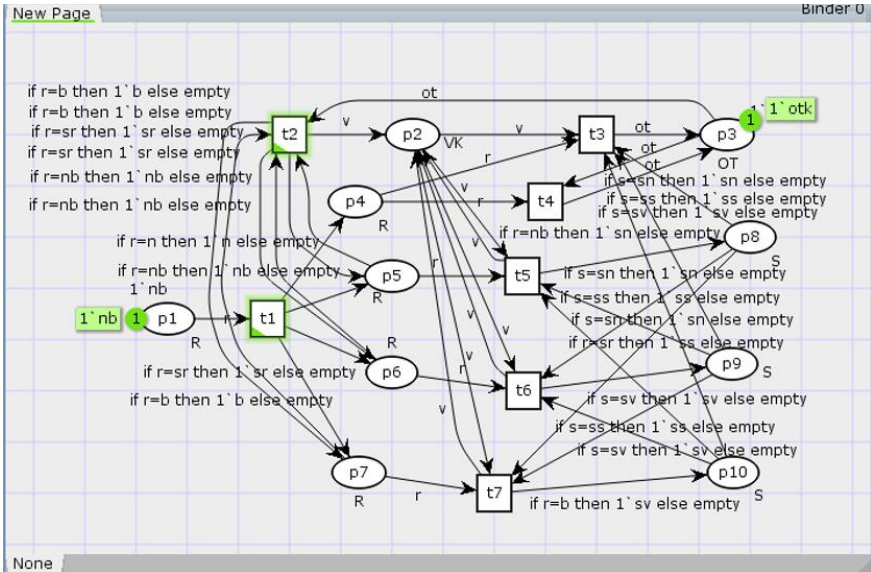 New Page
Binder 0
if r=b then 1`b else empty
if r=b then 1`b else empty
if r=sr then 1`sr else empty
if r=sr then 1`sr else empty
if r=nb then 1`nb else empty
if r=nb then 1`nb else empty
ot
t2
v
p2
VK
v
t3
ot
p3
1
1`
1`otk
OT
ot
ot
r
p4
R
r
t4
v
if s=sn then 1`sn else empty
if s=ss then 1`ss else empty
if s=sv then 1`sv else empty
if r=nb then 1`sn else empty
p8
S
if r=n then 1`n else empty
v
if r=nb then 1`nb else empty
p5
R
r
t5
if s=sn then 1`sn else empty
1`nb
1`nb
1
p1
R
r
t1
if s=ss then 1`ss else empty
if s=sn then 1`sn else empty
if r=sr then 1`ss else empty
v
v
R
p6
v
r
t6
p9
S
if r=sr then 1`sr else empty
if r=b then 1`b else empty
v
if s=sv then 1`sv else empty
if s=ss then 1`ss else empty
if s=sv then 1`sv else empty
p7
R
r
t7
p10
S
if r=b then 1`sv else empty
None